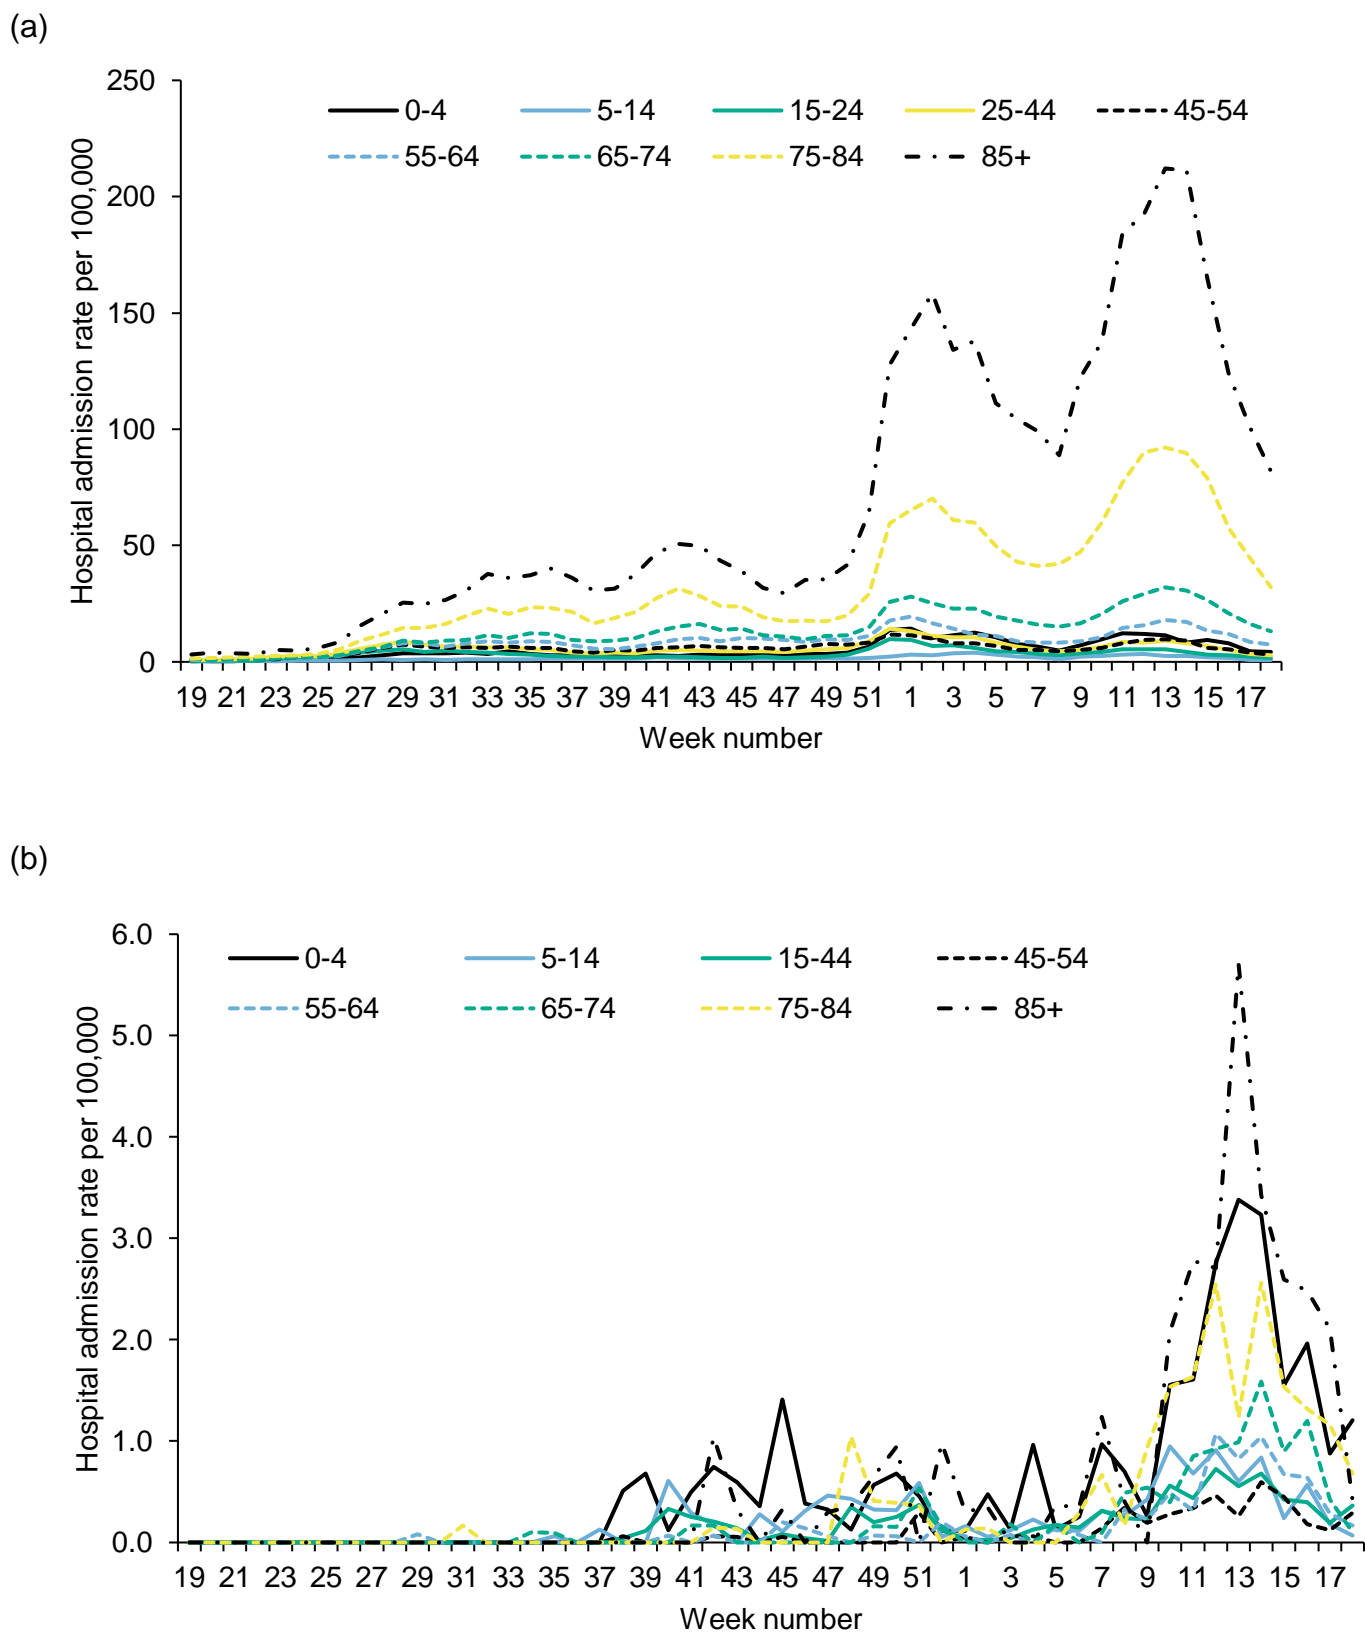 (a)
250
200
150
100
50
0
Hospital admission rate per 100,000
0-4 5-14 15-24 25-44 45-54
55-64 65-74 75-84 85+
19 21 23 25 27 29 31 33 35 37 39 41 43 45 47 49 51 1 3 5 7 9 11 13 15 17
Week number
(b)
6.0
5.0
4.0
3.0
2.0
1.0
0.0
Hospital admission rate per 100,000
0-4 5-14 15-44 45-54
55-64 65-74 75-84 85+
19 21 23 25 27 29 31 33 35 37 39 41 43 45 47 49 51 1 3 5 7 9 11 13 15 17
Week number